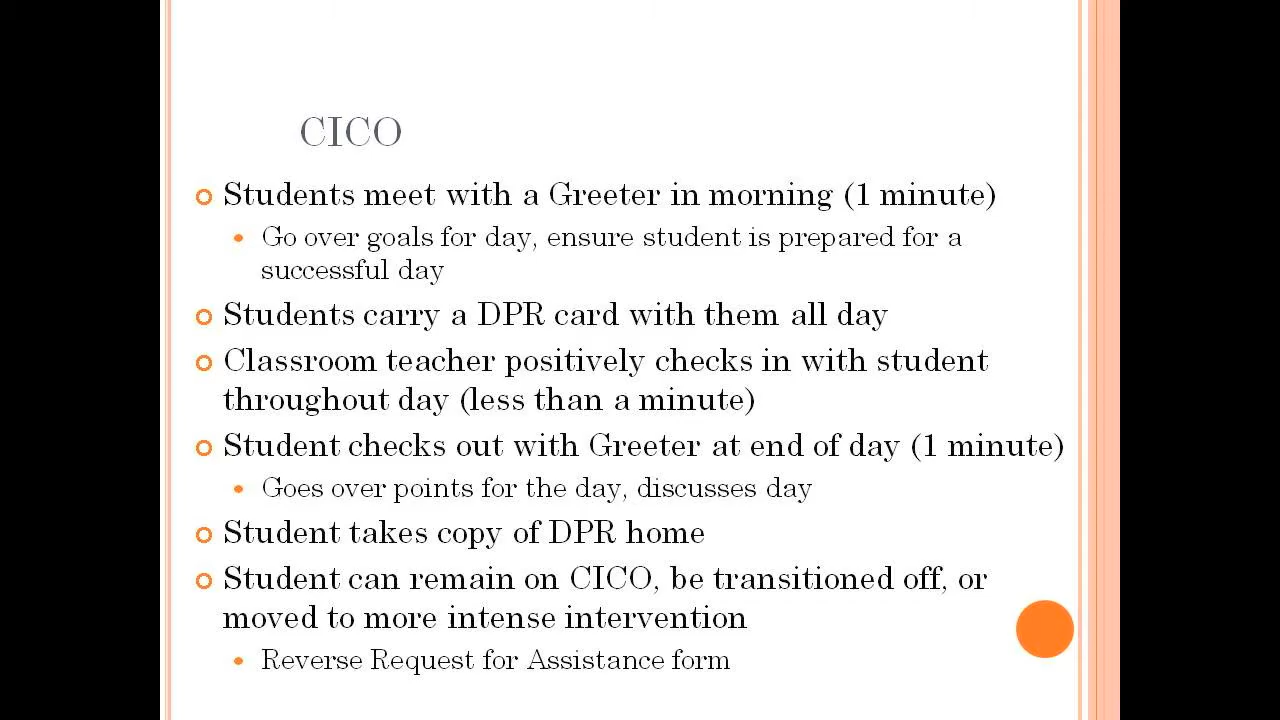 CICO
Students meet with a Greeter in morning (1 minute)
Go over goals for day, ensure student is prepared for a
successful day
Students carry a DPR card with them all day
Classroom teacher positively checks in with student
throughout day (less than a minute)
Student checks out with Greeter at end of day (1 minute)
Goes over points for the day, discusses day
Student takes copy of DPR home
Student can remain on CICO, be transitioned off, or
moved to more intense intervention
Reverse Request for Assistance form